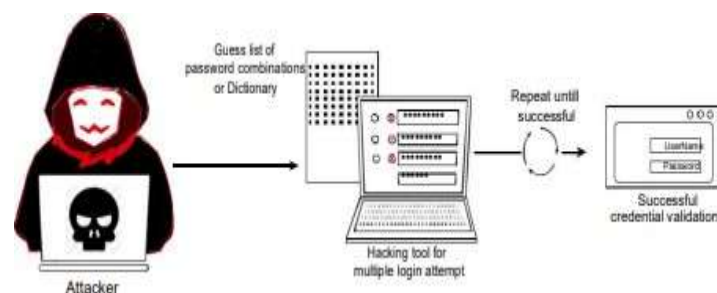 Guess list of
password combinations
or Dictionary
Repeat untill
successful
UserName
Password
Successful
credential validation
Hacking tool for
multiple login attempt
Attacker